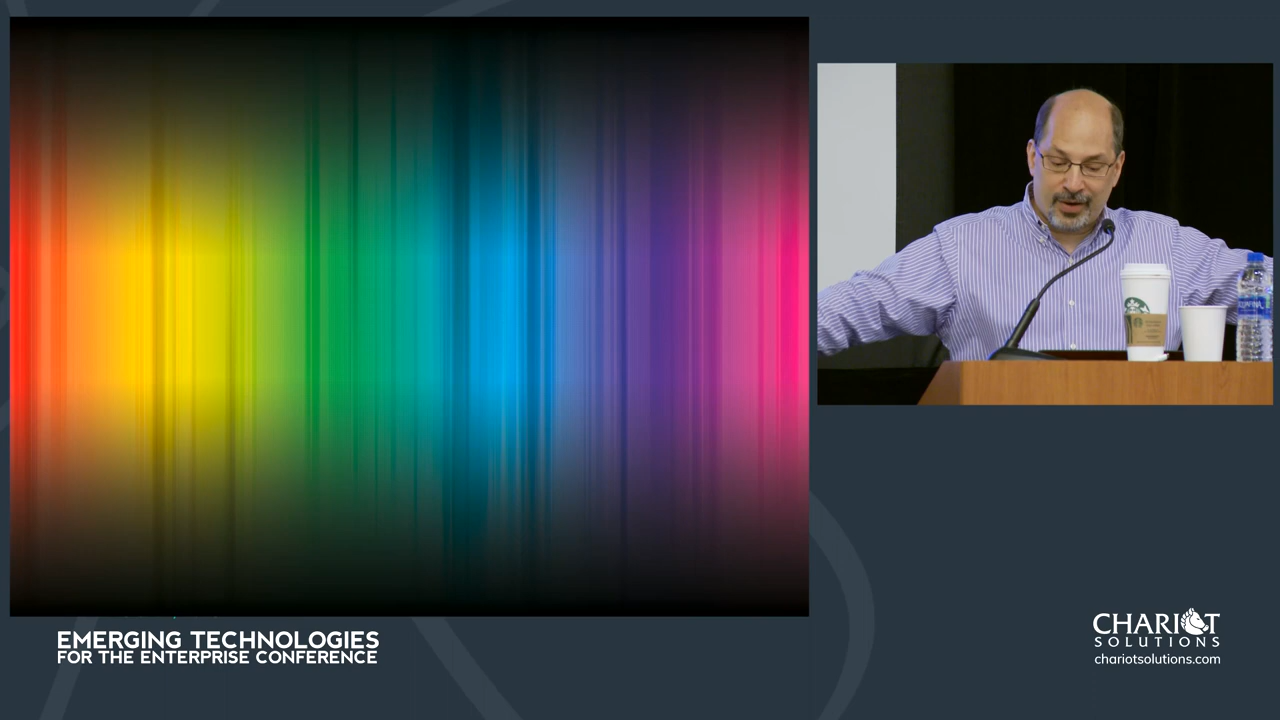 EMERGING TECHNOLOGIES
FOR THE ENTERPRISE CONFERENCE
CHARIOT
SOLUTIONS
chariotsolutions.com